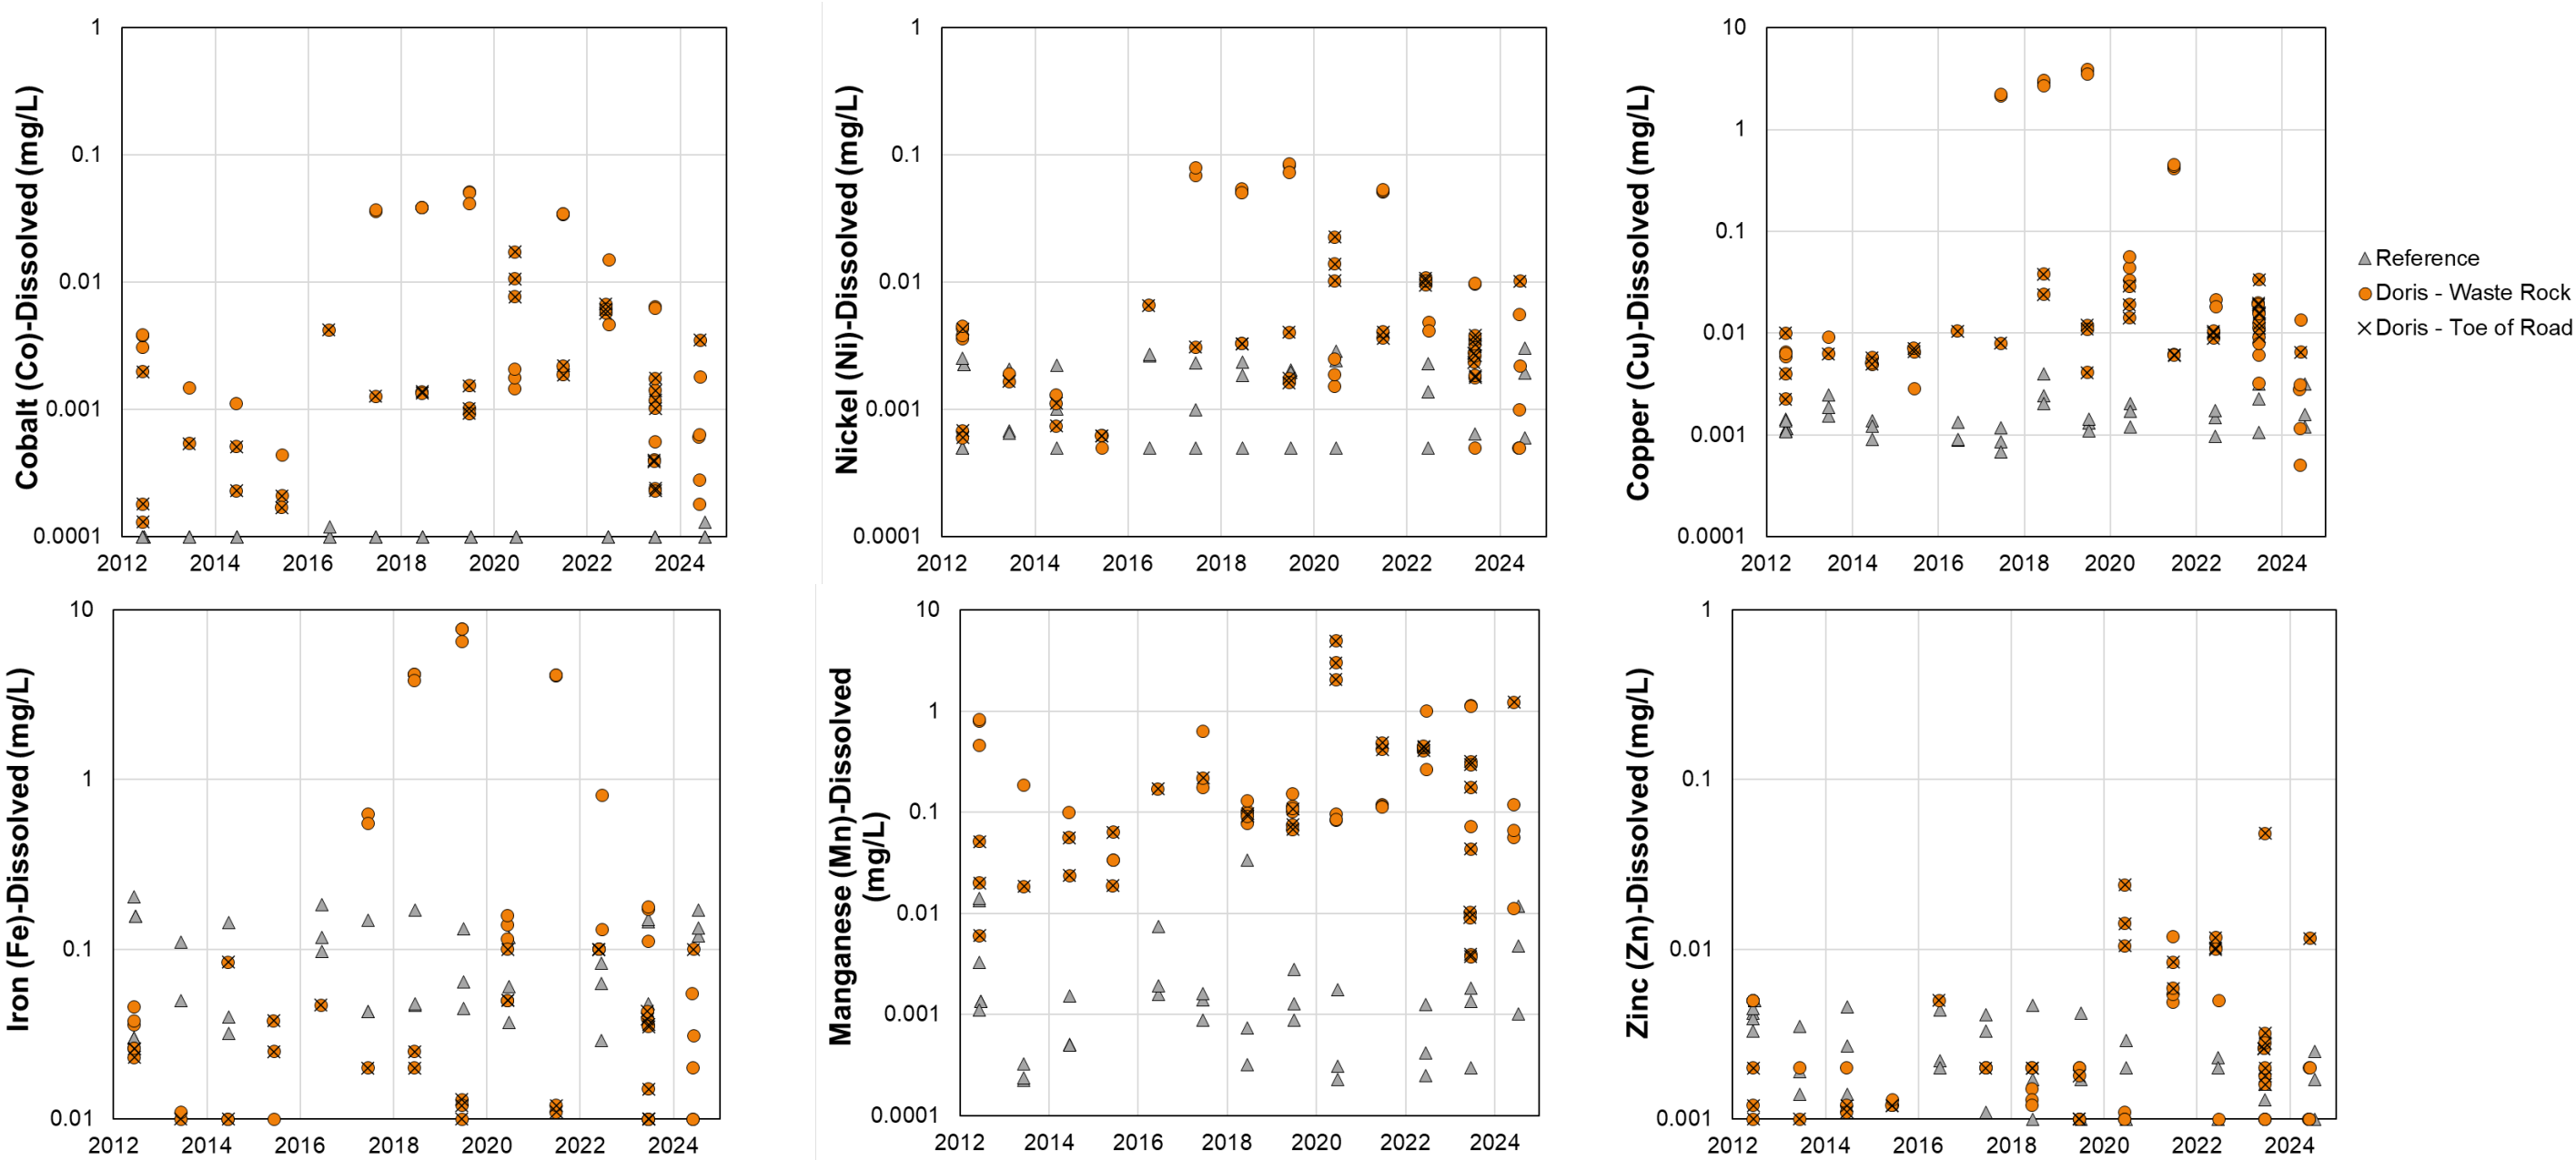 Cobalt (Co)-Dissolved (mg/L)
1
0.1
0.01
0.001
0.0001
2012 2014 2016 2018 2020 2022 2024
Nickel (Ni)-Dissolved (mg/L)
1
0.1
0.01
0.001
0.0001
2012 2014 2016 2018 2020 2022 2024
Copper (Cu)-Dissolved (mg/L)
10
1
0.1
0.01
0.001
0.0001
2012 2014 2016 2018 2020 2022 2024
Reference
Doris - Waste Rock
Doris - Toe of Road
Iron (Fe)-Dissolved (mg/L)
10
1
0.1
0.01
2012 2014 2016 2018 2020 2022 2024
Manganese (Mn)-Dissolved
(mg/L)
10
1
0.1
0.01
0.001
0.0001
2012 2014 2016 2018 2020 2022 2024
Zinc (Zn)-Dissolved (mg/L)
1
0.1
0.01
0.001
2012 2014 2016 2018 2020 2022 2024